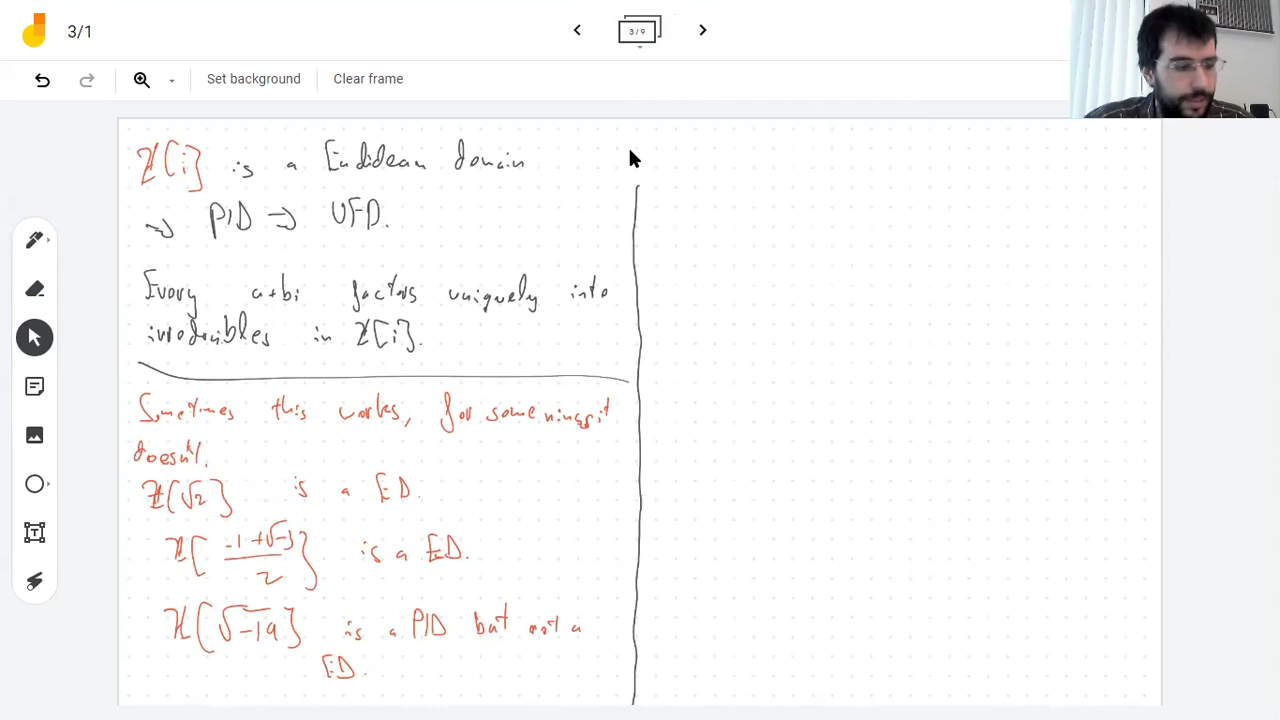 3/1
3/9
Set background
Clear frame
ℤ[i] is a Euclidean domain
⇒ PID ⇒ UFD.
Every a+bi factors uniquely into
irreducibles in ℤ[i].
Sometimes this works, for some rings it
doesn't.
ℤ[√2] is a ED.
ℤ[(-1+√-3)/2] is a ED.
ℤ[√-19] is a PID but not a
ED.